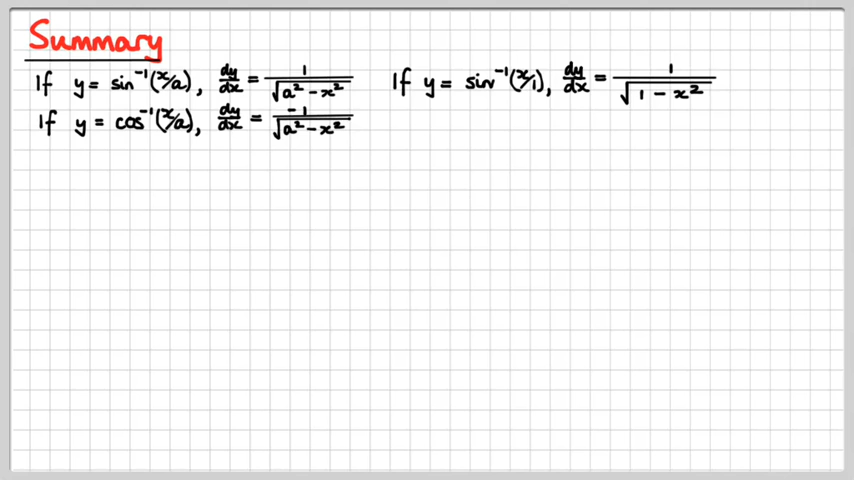 Summary
If y = sin⁻¹(x/a), dy/dx = 1/√(a² − x²) If y = sin⁻¹(x/1), dy/dx = 1/√(1 − x²)
If y = cos⁻¹(x/a), dy/dx = −1/√(a² − x²)